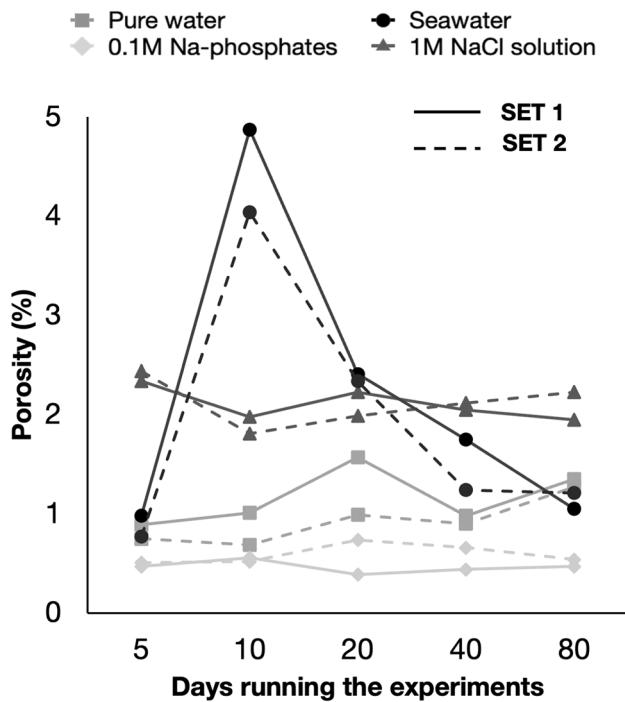 Pure water
Seawater
0.1M Na-phosphates
1M NaCl solution
SET 1
SET 2
5
4
3
2
1
0
Porosity (%)
5 10 20 40 80
Days running the experiments